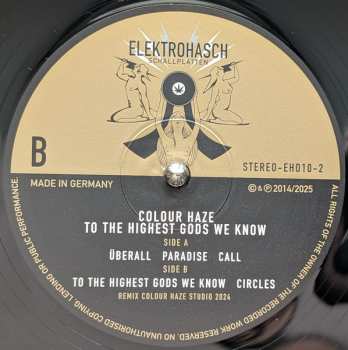 ELEKTROHASCH
SCHALLPLATTEN
B
STEREO-EH010-2
MADE IN GERMANY
© & ℗ 2014/2025
COLOUR HAZE
TO THE HIGHEST GODS WE KNOW
SIDE A
ÜBERALL PARADISE CALL
SIDE B
TO THE HIGHEST GODS WE KNOW CIRCLES
REMIX COLOUR HAZE STUDIO 2024
ALL RIGHTS OF THE OWNER OF THE RECORDED WORK RESERVED. NO UNAUTHORISED COPYING, LENDING OR PUBLIC PERFORMANCE